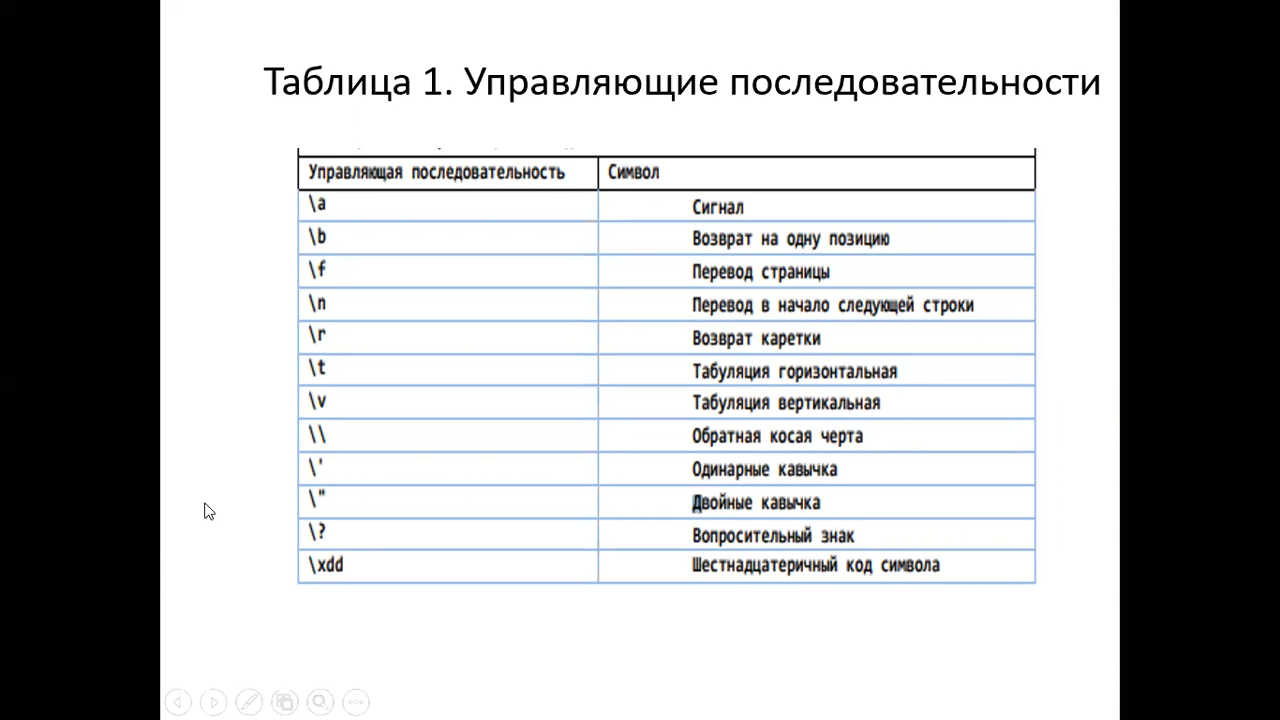 Таблица 1. Управляющие последовательности
Управляющая последовательность Символ
\a Сигнал
\b Возврат на одну позицию
\f Перевод страницы
\n Перевод в начало следующей строки
\r Возврат каретки
\t Табуляция горизонтальная
\v Табуляция вертикальная
\\ Обратная косая черта
\' Одинарные кавычка
\" Двойные кавычка
\? Вопросительный знак
\xdd Шестнадцатеричный код символа